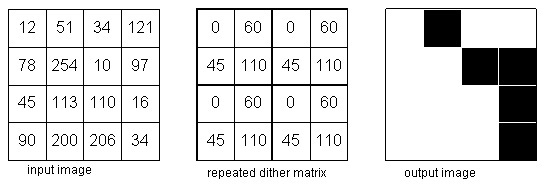 12 51 34 121 0 60 0 60
78 254 10 97 45 110 45 110
45 113 110 16 0 60 0 60
90 200 206 34 45 110 45 110
input image repeated dither matrix output image